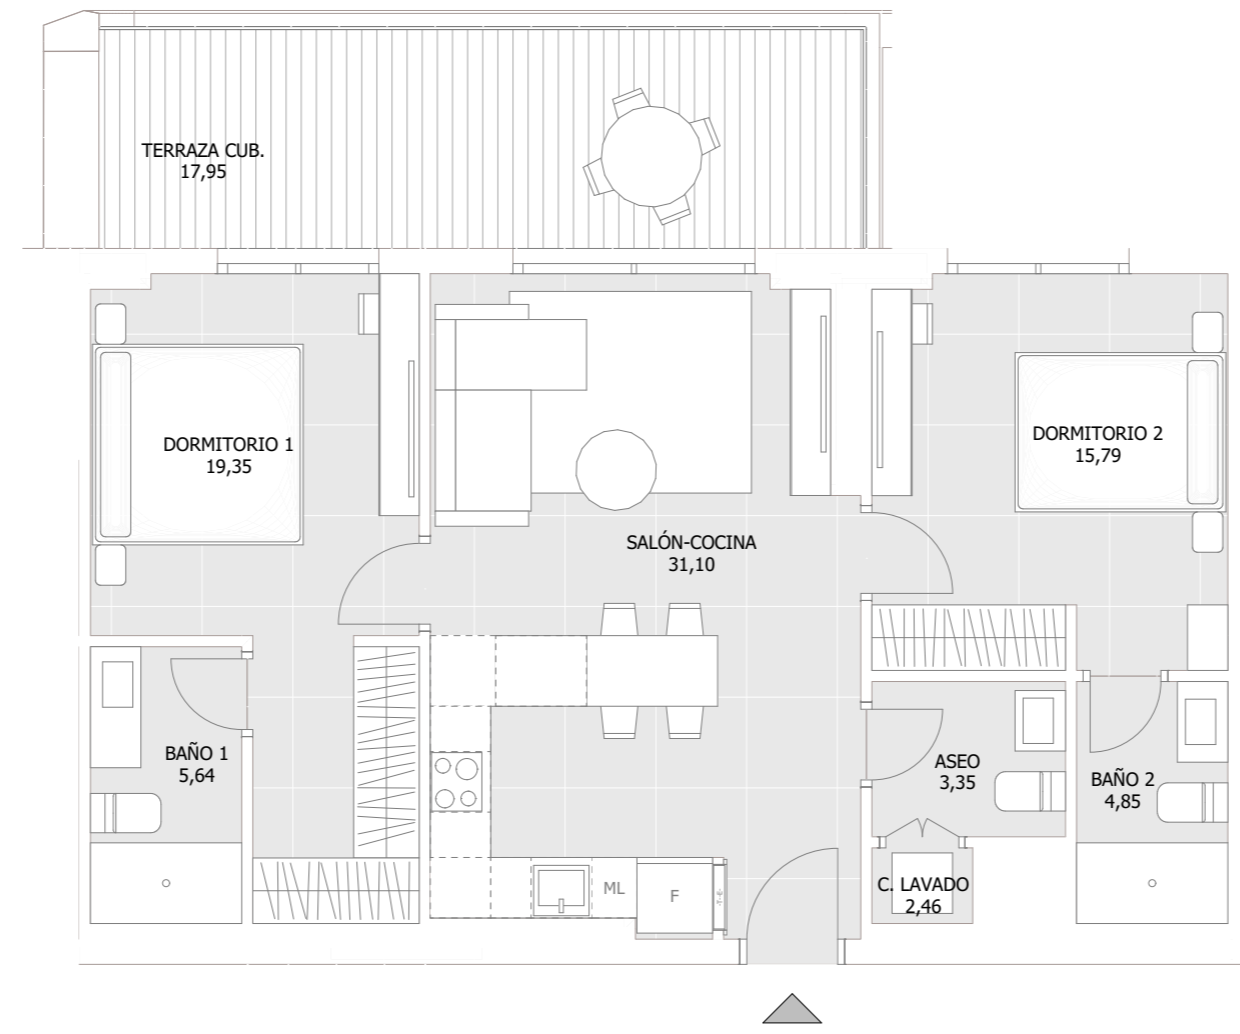 TERRAZA CUB.
17,95
DORMITORIO 1
19,35
DORMITORIO 2
15,79
SALÓN-COCINA
31,10
BAÑO 1
5,64
ASEO
3,35
BAÑO 2
4,85
C. LAVADO
2,46
ML
F